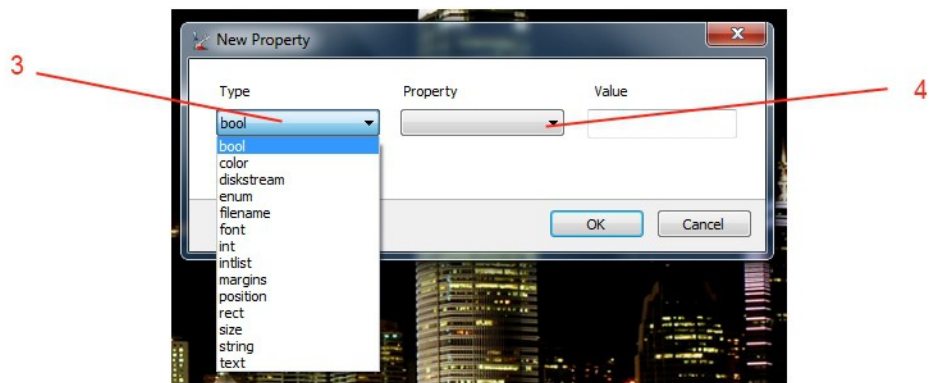 New Property
3
Type Property Value
4
bool
bool
color
diskstream
enum
filename
font
int
intlist
margins
position
rect
size
string
text
OK Cancel